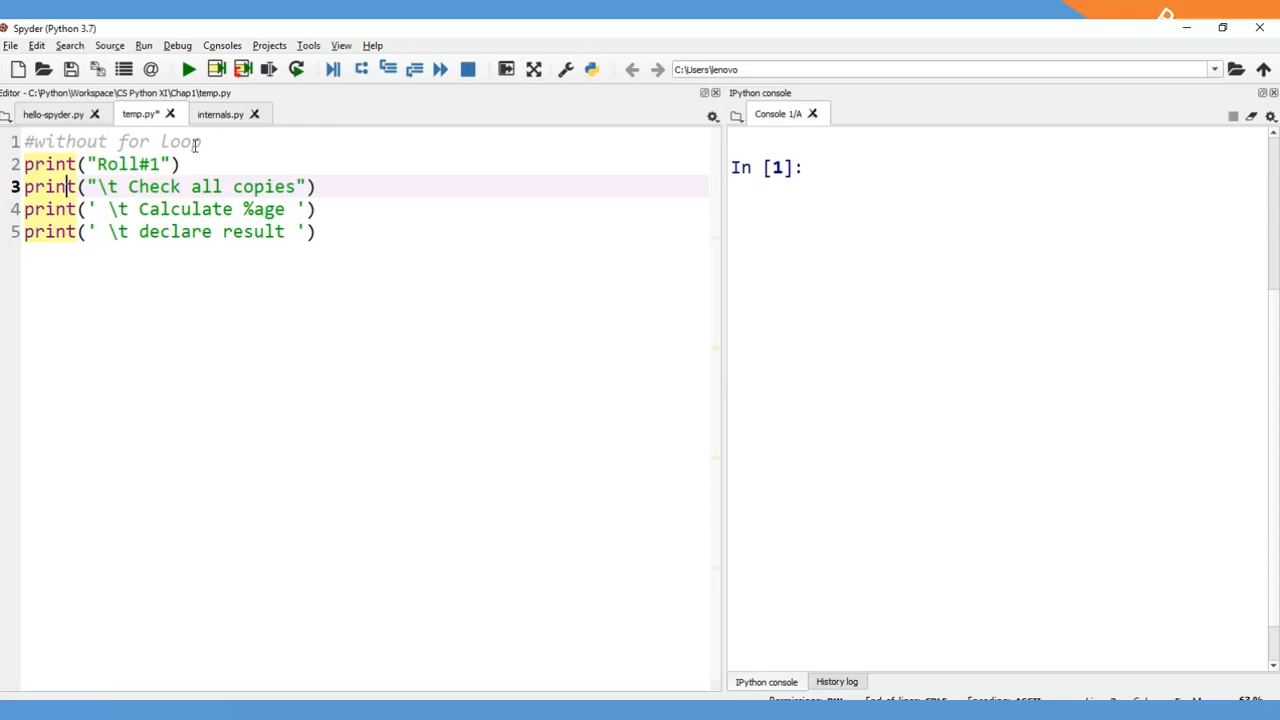 Spyder (Python 3.7)
File Edit Search Source Run Debug Consoles Projects Tools View Help
C:\Users\lenovo
Editor - C:\Python\Workspace\CS Python XI\Chap1\temp.py
IPython console
hello-spyder.py temp.py* internals.py
Console 1/A
1 #without for loop
2 print("Roll#1")
3 print("\t Check all copies")
4 print(' \t Calculate %age ')
5 print(' \t declare result ')
In [1]:
IPython console History log